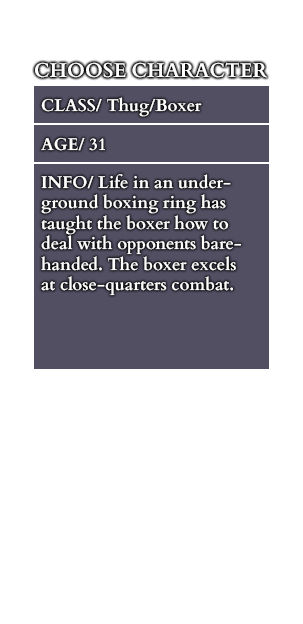 CHOOSE CHARACTER
CLASS/ Thug/Boxer
AGE/ 31
INFO/ Life in an under-
ground boxing ring has
taught the boxer how to
deal with opponents bare-
handed. The boxer excels
at close-quarters combat.